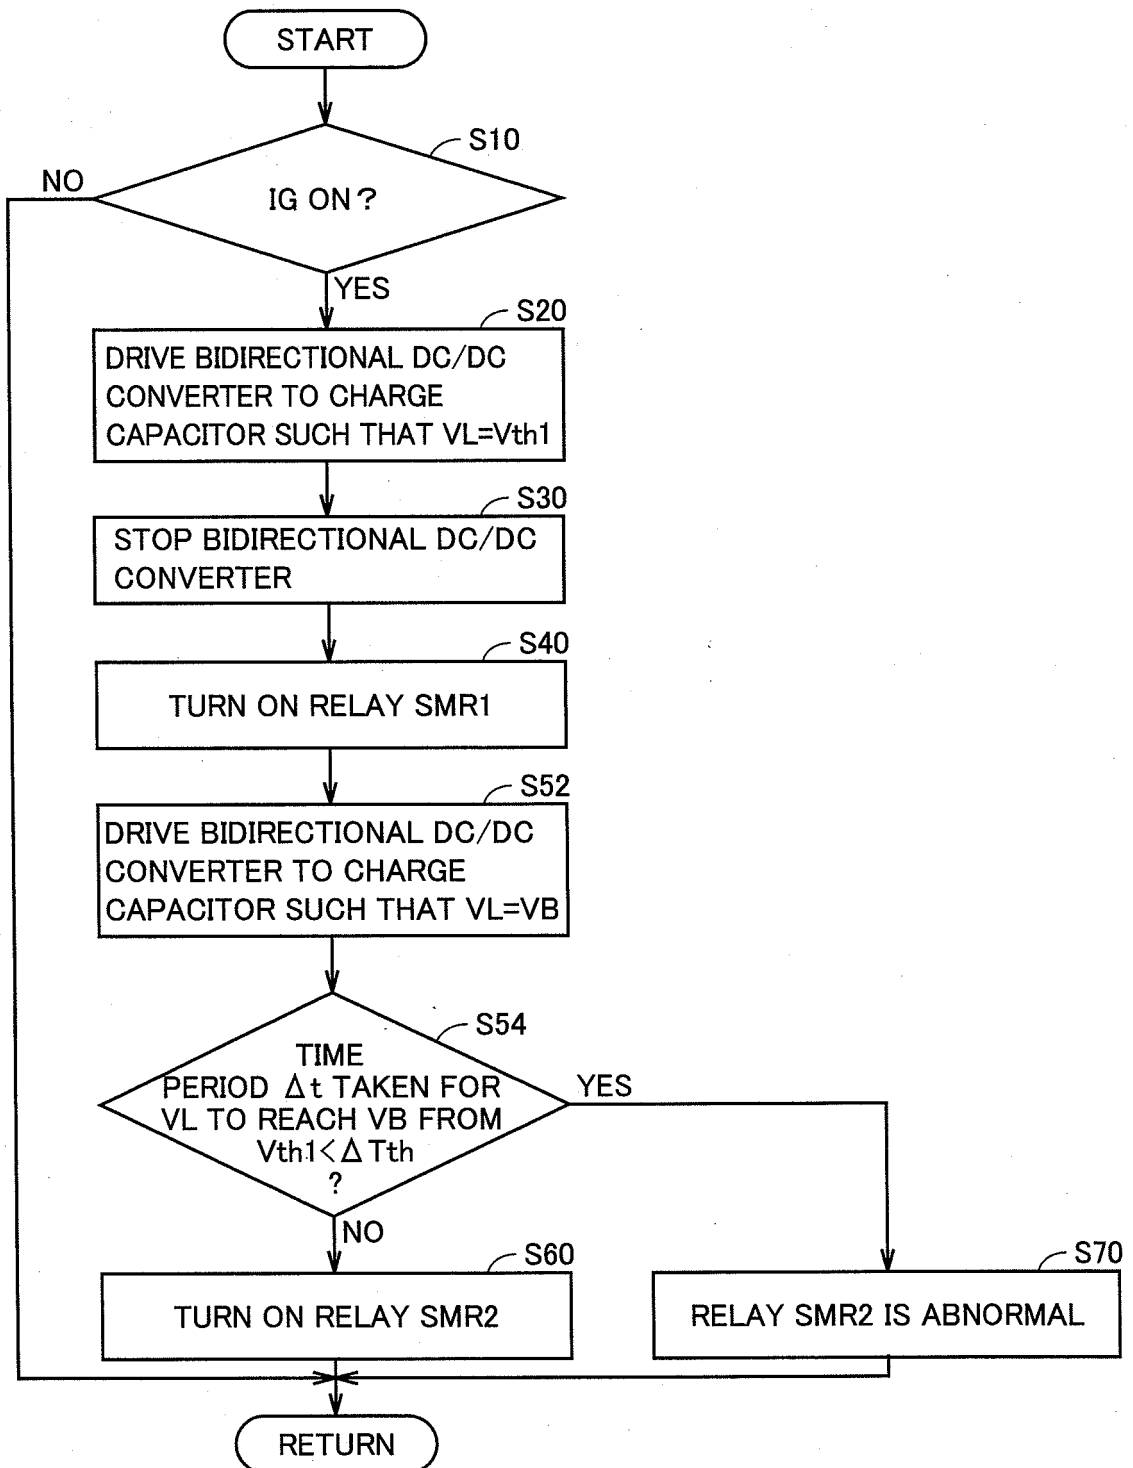 START
S10
NO
IG ON?
YES
S20
DRIVE BIDIRECTIONAL DC/DC
CONVERTER TO CHARGE
CAPACITOR SUCH THAT VL=Vth1
S30
STOP BIDIRECTIONAL DC/DC
CONVERTER
S40
TURN ON RELAY SMR1
S52
DRIVE BIDIRECTIONAL DC/DC
CONVERTER TO CHARGE
CAPACITOR SUCH THAT VL=VB
S54
TIME
PERIOD Δt TAKEN FOR
VL TO REACH VB FROM
Vth1<ΔTth
?
YES
NO
S60
TURN ON RELAY SMR2
S70
RELAY SMR2 IS ABNORMAL
RETURN